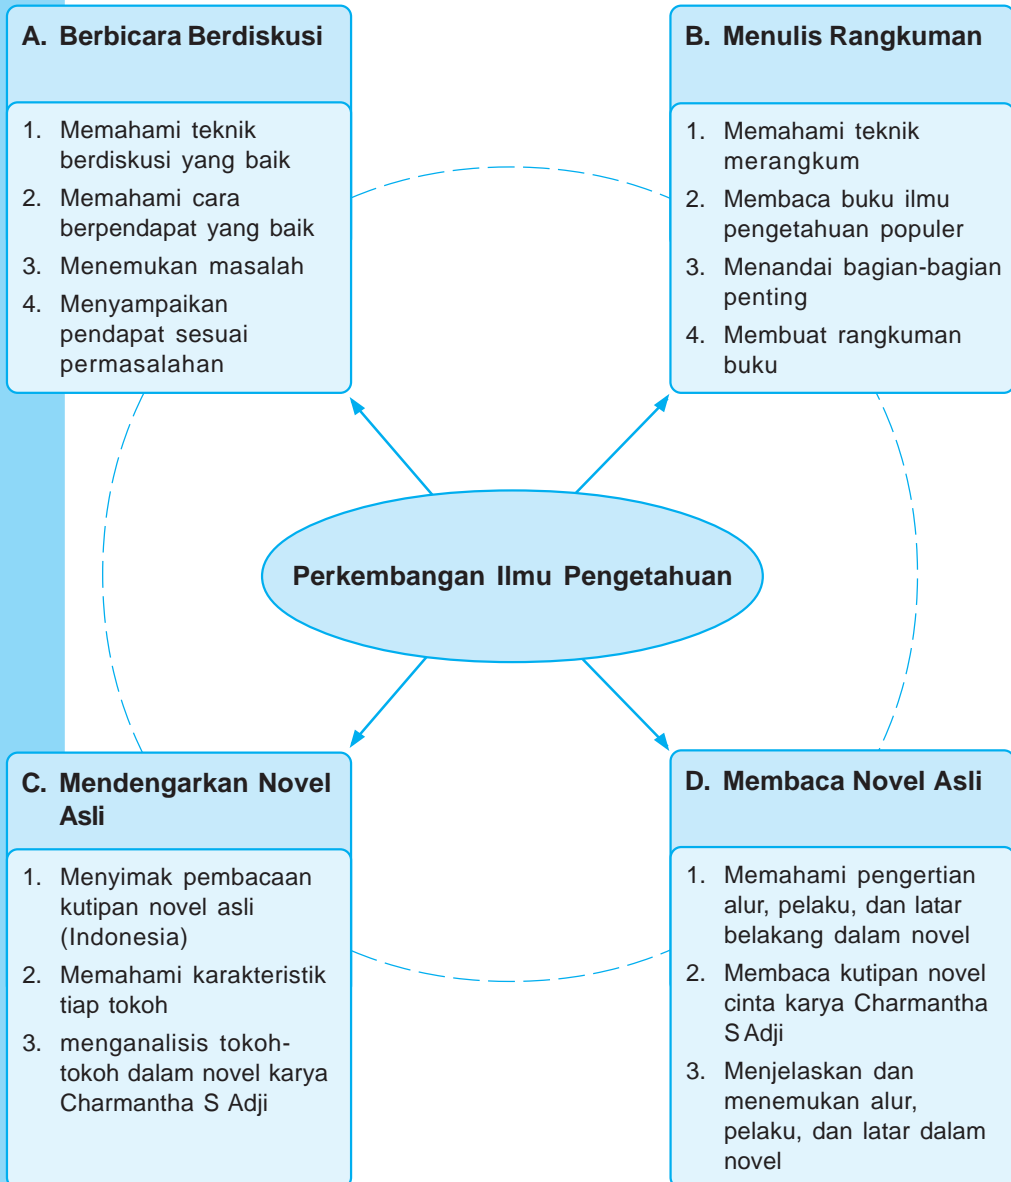 A. Berbicara Berdiskusi
1. Memahami teknik
berdiskusi yang baik
2. Memahami cara
berpendapat yang baik
3. Menemukan masalah
4. Menyampaikan
pendapat sesuai
permasalahan
B. Menulis Rangkuman
1. Memahami teknik
merangkum
2. Membaca buku ilmu
pengetahuan populer
3. Menandai bagian-bagian
penting
4. Membuat rangkuman
buku
Perkembangan Ilmu Pengetahuan
C. Mendengarkan Novel
Asli
1. Menyimak pembacaan
kutipan novel asli
(Indonesia)
2. Memahami karakteristik
tiap tokoh
3. menganalisis tokoh-
tokoh dalam novel karya
Charmantha S Adji
D. Membaca Novel Asli
1. Memahami pengertian
alur, pelaku, dan latar
belakang dalam novel
2. Membaca kutipan novel
cinta karya Charmantha
S Adji
3. Menjelaskan dan
menemukan alur,
pelaku, dan latar dalam
novel